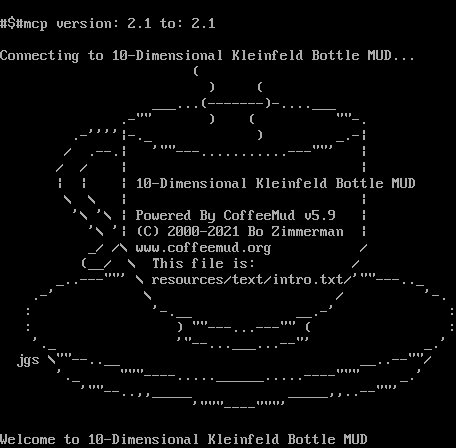 #$#mcp version: 2.1 to: 2.1
Connecting to 10-Dimensional Kleinfeld Bottle MUD...
10-Dimensional Kleinfeld Bottle MUD
Powered By CoffeeMud v5.9
(C) 2000-2021 Bo Zimmerman
www.coffeemud.org
This file is:
resources/text/intro.txt/
jgs
Welcome to 10-Dimensional Kleinfeld Bottle MUD